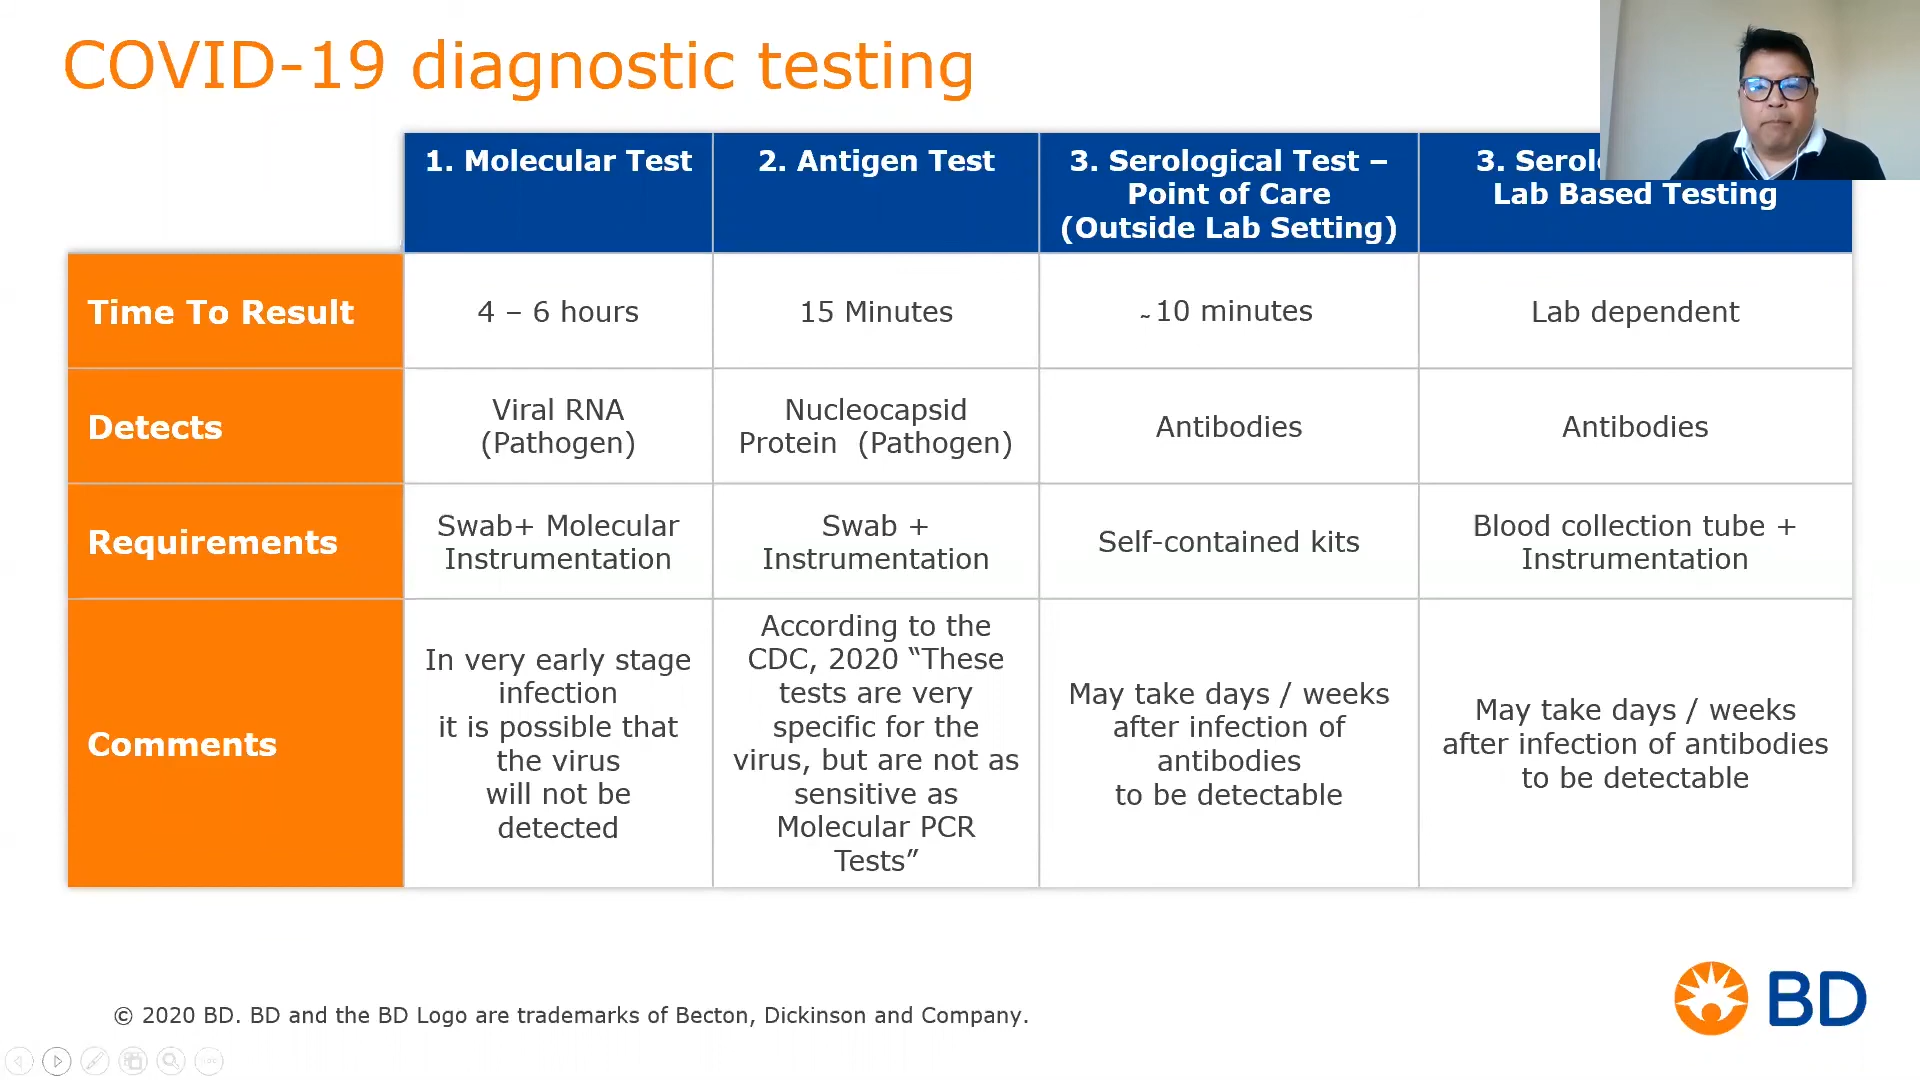 COVID-19 diagnostic testing
1. Molecular Test
2. Antigen Test
3. Serological Test –
Point of Care
(Outside Lab Setting)
3.
Lab Based Testing
Time To Result
4 – 6 hours
15 Minutes
~10 minutes
Lab dependent
Detects
Viral RNA
(Pathogen)
Nucleocapsid
Protein (Pathogen)
Antibodies
Antibodies
Requirements
Swab+ Molecular
Instrumentation
Swab +
Instrumentation
Self-contained kits
Blood collection tube +
Instrumentation
Comments
In very early stage
infection
it is possible that
the virus
will not be
detected
According to the
CDC, 2020 “These
tests are very
specific for the
virus, but are not as
sensitive as
Molecular PCR
Tests”
May take days / weeks
after infection of
antibodies
to be detectable
May take days / weeks
after infection of antibodies
to be detectable
© 2020 BD. BD and the BD Logo are trademarks of Becton, Dickinson and Company.
BD